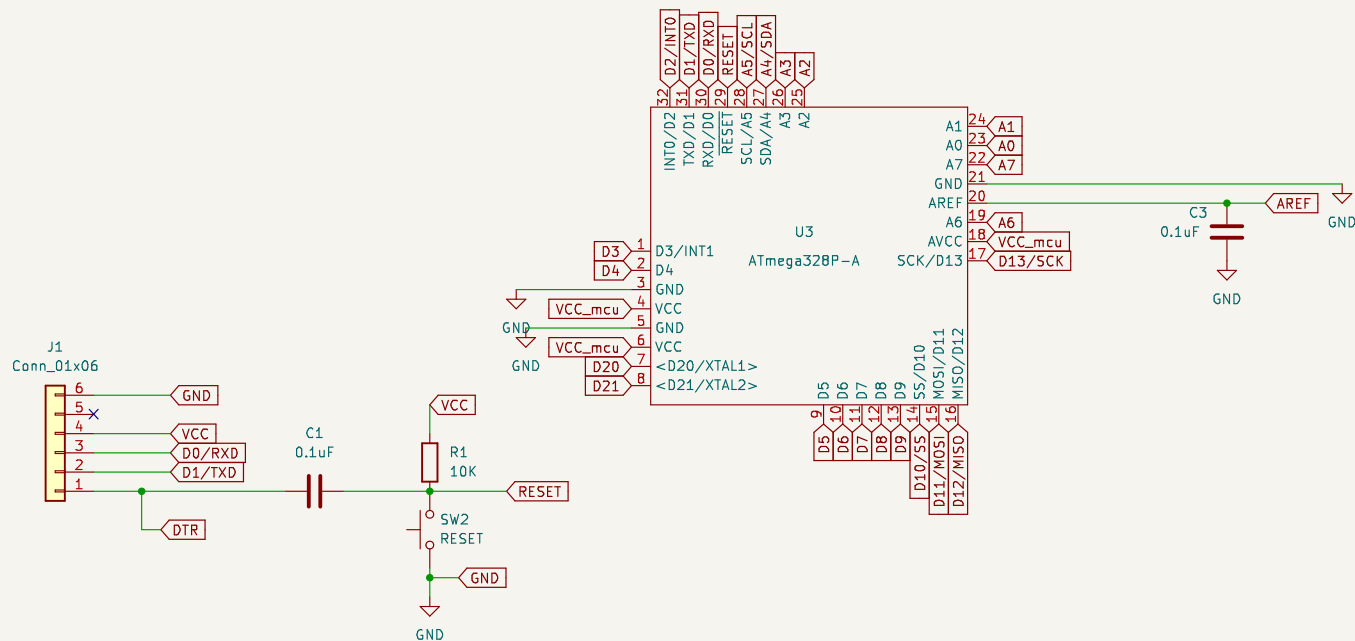 D2/INT0
D1/TXD
D0/RXD
RESET
A5/SCL
A4/SDA
A3
A2
32
31
30
29
28
27
26
25
INT0/D2
TXD/D1
RXD/D0
RESET
SCL/A5
SDA/A4
A3
A2
A1 24 A1
A0 23 A0
A7 22 A7
GND 21
AREF 20 AREF
A6 19 A6
AVCC 18 VCC_mcu
SCK/D13 17 D13/SCK
GND
C3
0.1uF
GND
U3
ATmega328P-A
D3 1 D3/INT1
D4 2 D4
3 GND
GND
VCC_mcu 4 VCC
5 GND
GND
VCC_mcu 6 VCC
D20 7 <D20/XTAL1>
D21 8 <D21/XTAL2>
D5
D6
D7
D8
D9
SS/D10
MOSI/D11
MISO/D12
9
10
11
12
13
14
15
16
D5
D6
D7
D8
D9
D10/SS
D11/MOSI
D12/MISO
J1
Conn_01x06
6 GND
5
4 VCC
3 D0/RXD
2 D1/TXD
1
DTR
C1
0.1uF
VCC
R1
10K
RESET
SW2
RESET
GND
GND